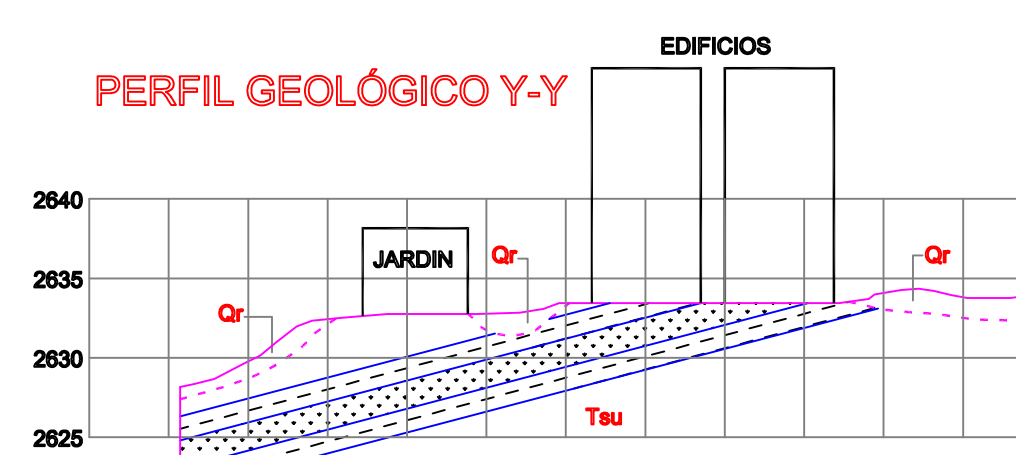 EDIFICIOS
PERFIL GEOLÓGICO Y-Y
2640
JARDIN
Qr
Qr
2635
Qr
2630
Tsu
2625